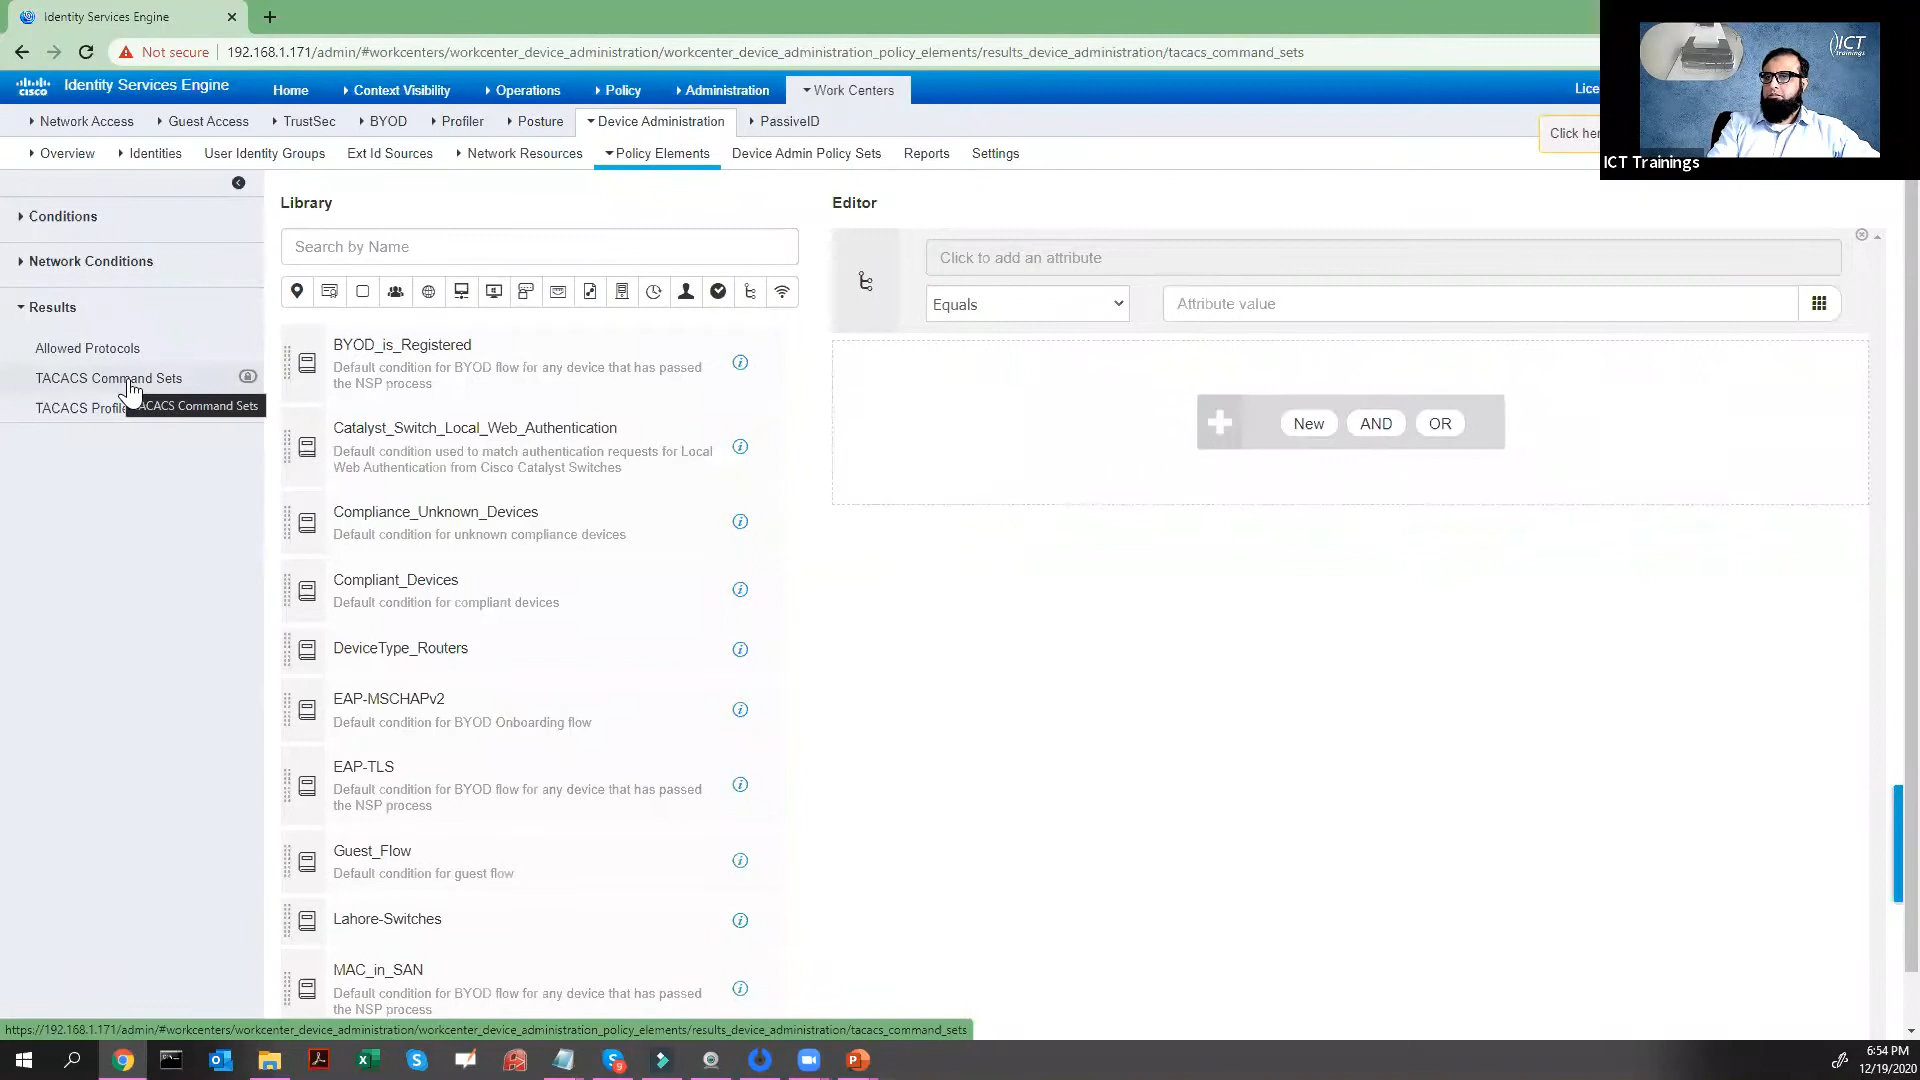 Identity Services Engine
Not secure
192.168.1.171/admin/#workcenters/workcenter_device_administration/workcenter_device_administration_policy_elements/results_device_administration/tacacs_command_sets
cisco
Identity Services Engine
Home
Context Visibility
Operations
Policy
Administration
Work Centers
Lice
Network Access
Guest Access
TrustSec
BYOD
Profiler
Posture
Device Administration
PassiveID
Click her
Overview
Identities
User Identity Groups
Ext Id Sources
Network Resources
Policy Elements
Device Admin Policy Sets
Reports
Settings
ICT
trainings
ICT Trainings
Conditions
Network Conditions
Results
Allowed Protocols
TACACS Command Sets
TACACS Profile
TACACS Command Sets
Library
Search by Name
BYOD_is_Registered
Default condition for BYOD flow for any device that has passed
the NSP process
Catalyst_Switch_Local_Web_Authentication
Default condition used to match authentication requests for Local
Web Authentication from Cisco Catalyst Switches
Compliance_Unknown_Devices
Default condition for unknown compliance devices
Compliant_Devices
Default condition for compliant devices
DeviceType_Routers
EAP-MSCHAPv2
Default condition for BYOD Onboarding flow
EAP-TLS
Default condition for BYOD flow for any device that has passed
the NSP process
Guest_Flow
Default condition for guest flow
Lahore-Switches
MAC_in_SAN
Default condition for BYOD flow for any device that has passed
the NSP process
Editor
Click to add an attribute
Equals
Attribute value
New
AND
OR
https://192.168.1.171/admin/#workcenters/workcenter_device_administration/workcenter_device_administration_policy_elements/results_device_administration/tacacs_command_sets
6:54 PM
12/19/2020